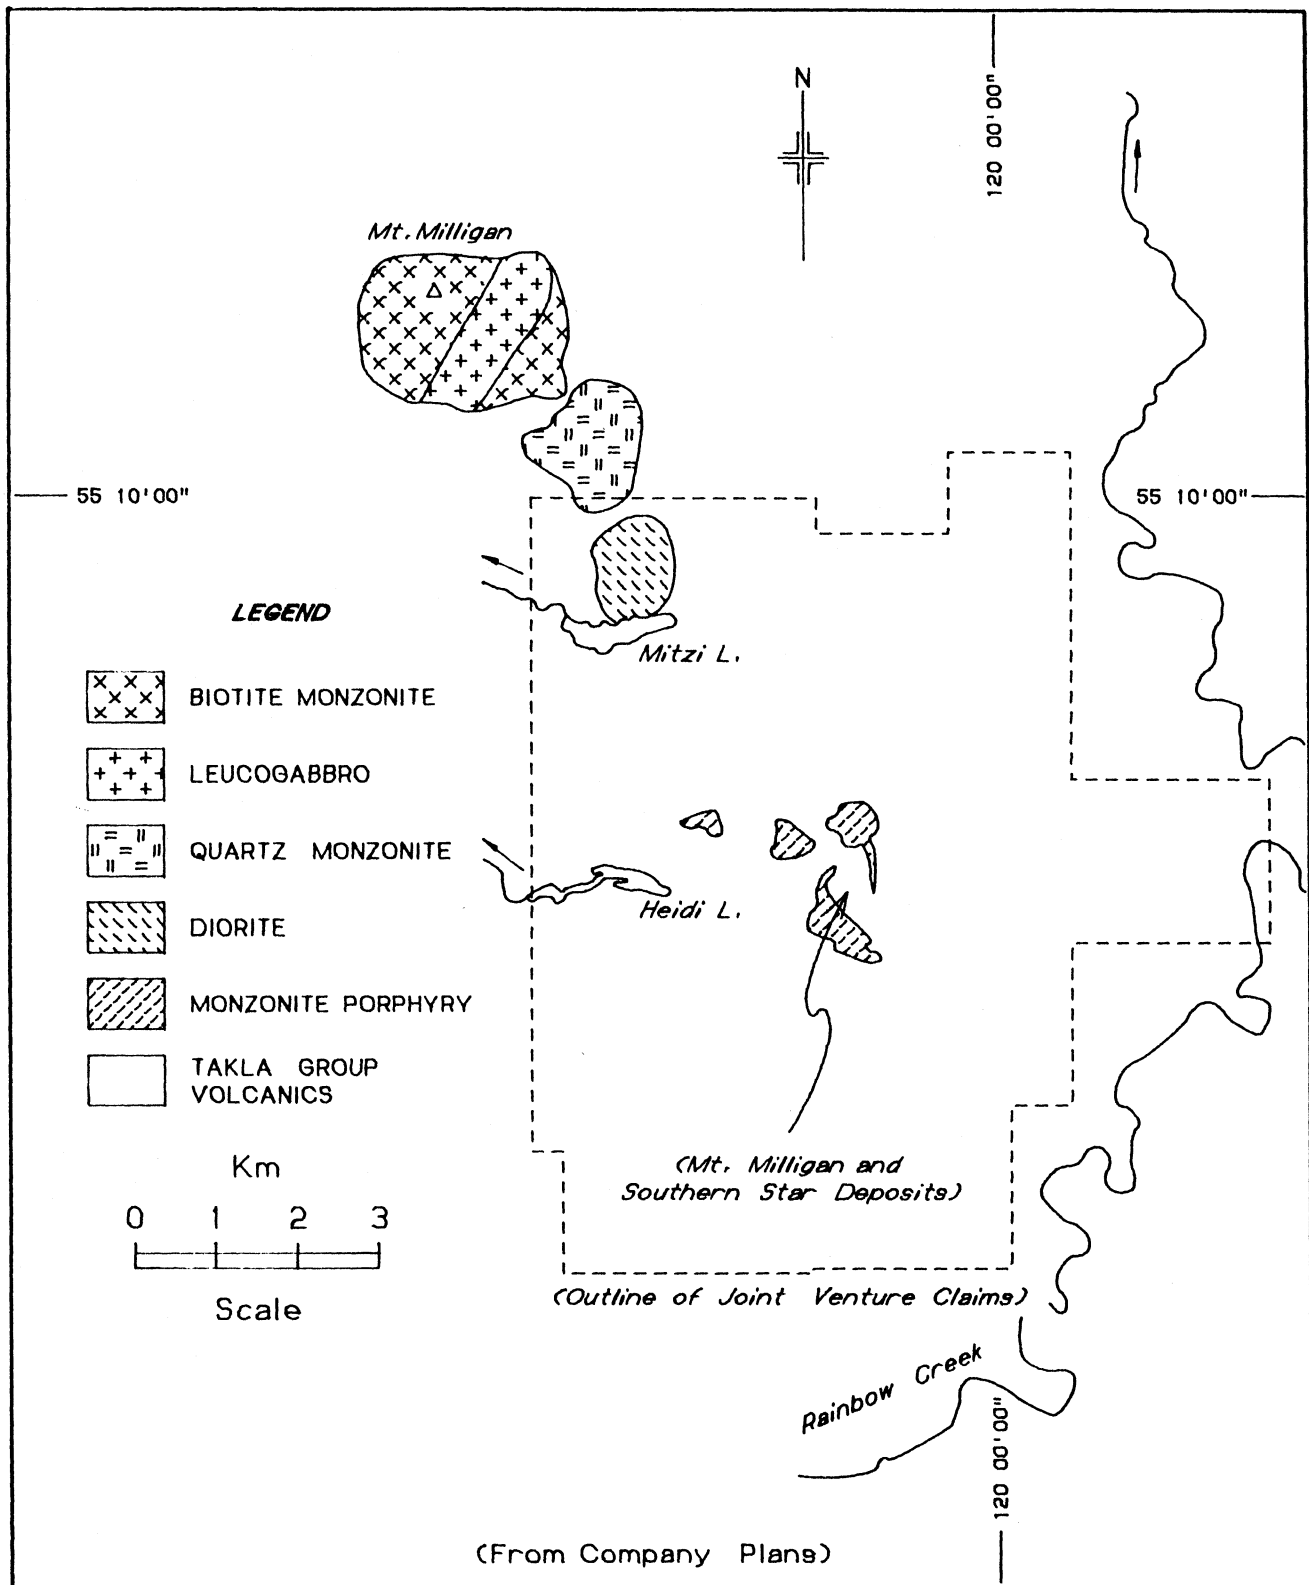 N
120 00'00"
Mt. Milligan
55 10'00"
55 10'00"
LEGEND
Mitzi L.
BIOTITE MONZONITE
LEUCOGABBRO
QUARTZ MONZONITE
Heidi L.
DIORITE
MONZONITE PORPHYRY
TAKLA GROUP
VOLCANICS
Km
0 1 2 3
Scale
(Mt. Milligan and
Southern Star Deposits)
(Outline of Joint Venture Claims)
Rainbow Creek
120 00'00"
(From Company Plans)